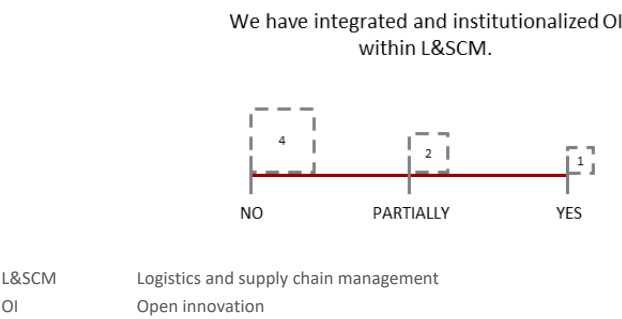 We have integrated and institutionalized OI
within L&SCM.
4
2
1
NO PARTIALLY YES
L&SCM Logistics and supply chain management
OI Open innovation